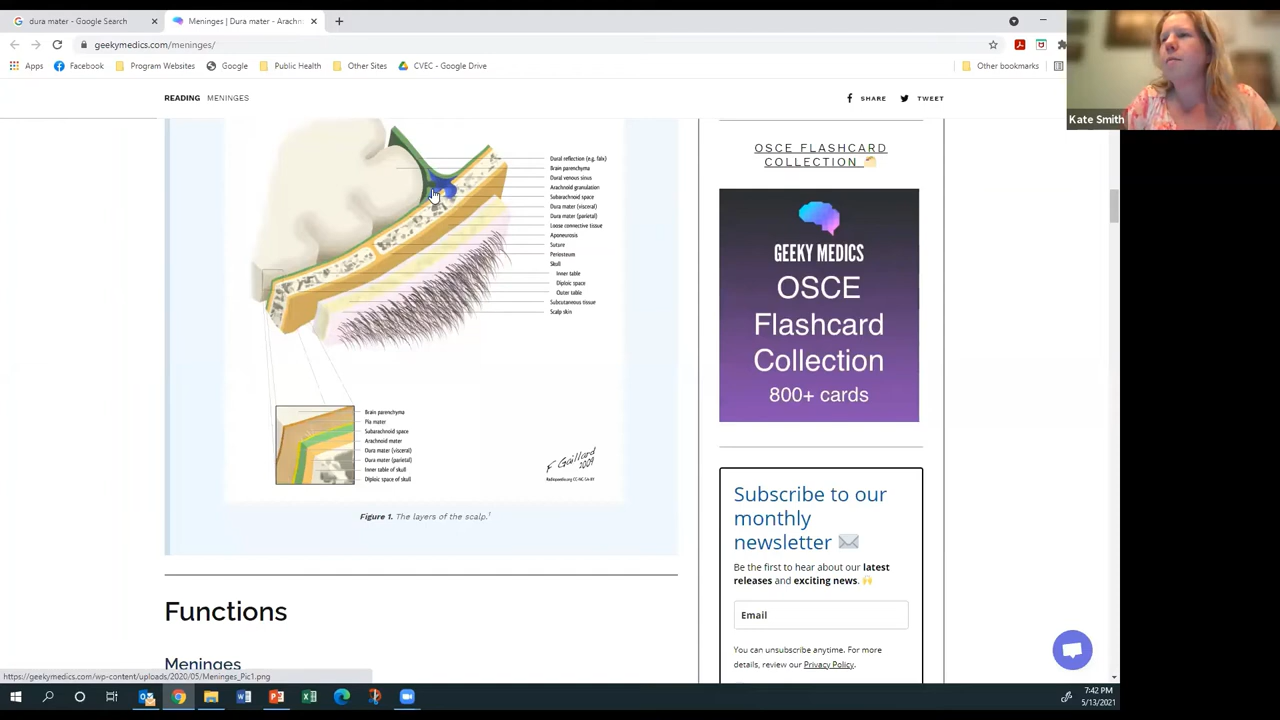 dura mater - Google Search
Meninges | Dura mater - Arachn
geekymedics.com/meninges/
Apps
Facebook
Program Websites
Google
Public Health
Other Sites
CVEC - Google Drive
Other bookmarks
READING MENINGES
SHARE
TWEET
Kate Smith
Dural reflection (e.g, falx)
Brain parenchyma
Dural venous sinus
Arachnoid granulation
Subarachnoid space
Dura mater (visceral)
Dura mater (parietal)
Loose connective tissue
Aponeurosis
Suture
Periosteum
Skull
Inner table
Diploic space
Outer table
Subcutaneous tissue
Scalp skin
Brain parenchyma
Pia mater
Subarachnoid space
Arachnoid mater
Dura mater (visceral)
Dura mater (parietal)
Inner table of skull
Diploic space of skull
F Gaillard
2009
Radiopaedia.org CC-NC-SA-BY
Figure 1. The layers of the scalp.1
Functions
Meninges
OSCE FLASHCARD
COLLECTION
GEEKY MEDICS
OSCE
Flashcard
Collection
800+ cards
Subscribe to our
monthly
newsletter
Be the first to hear about our latest
releases and exciting news.
Email
You can unsubscribe anytime. For more
details, review our Privacy Policy.
https://geekymedics.com/wp-content/uploads/2020/05/Meninges_Pic1.png
7:42 PM
5/13/2021